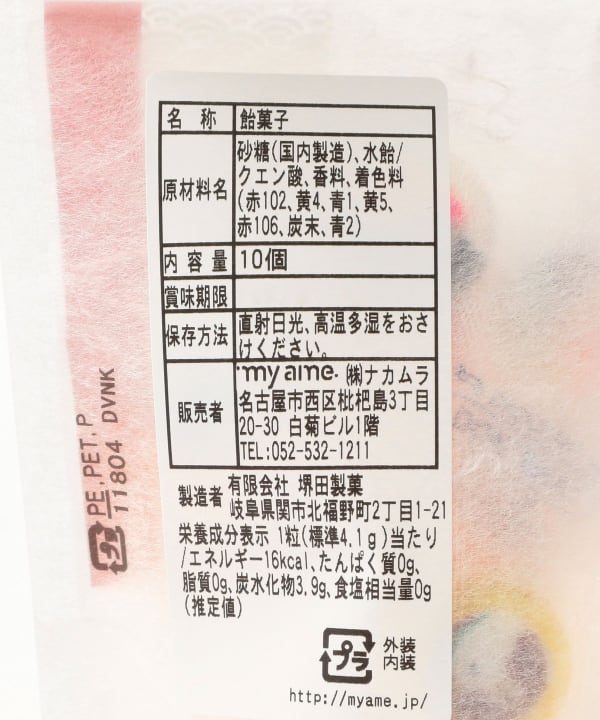 名 称 飴菓子
原材料名 砂糖(国内製造)、水飴/
クエン酸、香料、着色料
(赤102、黄4、青1、黄5、
赤106、炭末、青2)
内 容 量 10個
賞味期限
保存方法 直射日光、高温多湿をおさ
けください。
販売者 ·my ame· ㈱ナカムラ
名古屋市西区枇杷島3丁目
20-30 白菊ビル1階
TEL:052-532-1211
製造者 有限会社 堺田製菓
岐阜県関市北福野町2丁目1-21
栄養成分表示 1粒(標準4.1g)当たり
/エネルギー16kcal、たんぱく質0g、
脂質0g、炭水化物3.9g、食塩相当量0g
(推定値)
プラ 外装
内装
http://myame.jp/
プラ PE,PET,P
11804 DVNK